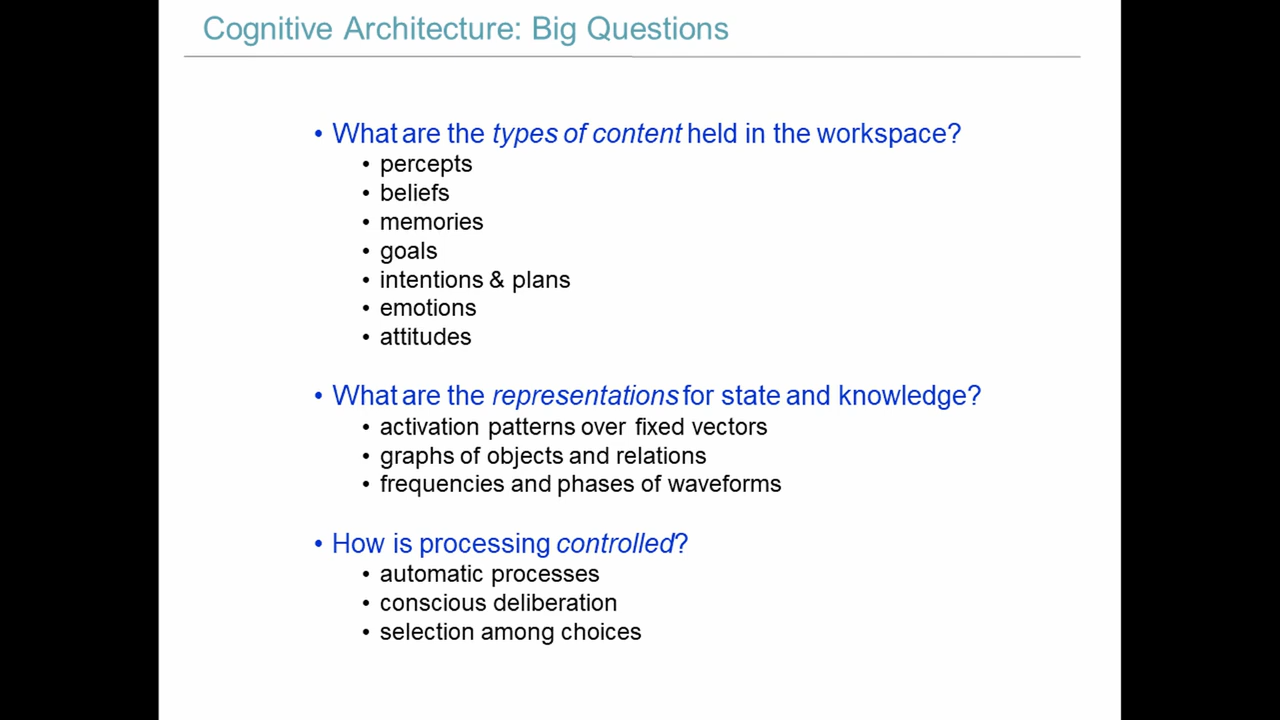 Cognitive Architecture: Big Questions
• What are the types of content held in the workspace?
• percepts
• beliefs
• memories
• goals
• intentions & plans
• emotions
• attitudes
• What are the representations for state and knowledge?
• activation patterns over fixed vectors
• graphs of objects and relations
• frequencies and phases of waveforms
• How is processing controlled?
• automatic processes
• conscious deliberation
• selection among choices